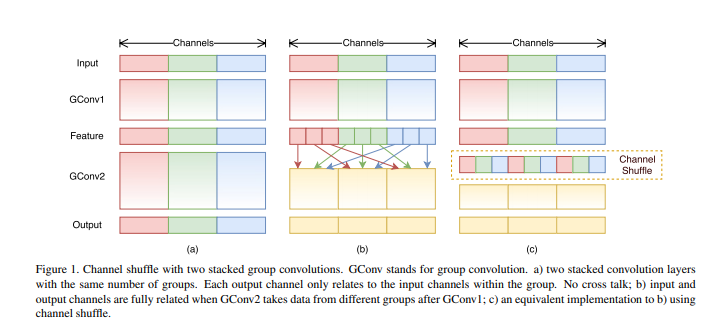 Channels Channels Channels
Input
GConv1
Feature
GConv2
Channel
Shuffle
Output
(a) (b) (c)
Figure 1. Channel shuffle with two stacked group convolutions. GConv stands for group convolution. a) two stacked convolution layers
with the same number of groups. Each output channel only relates to the input channels within the group. No cross talk; b) input and
output channels are fully related when GConv2 takes data from different groups after GConv1; c) an equivalent implementation to b) using
channel shuffle.